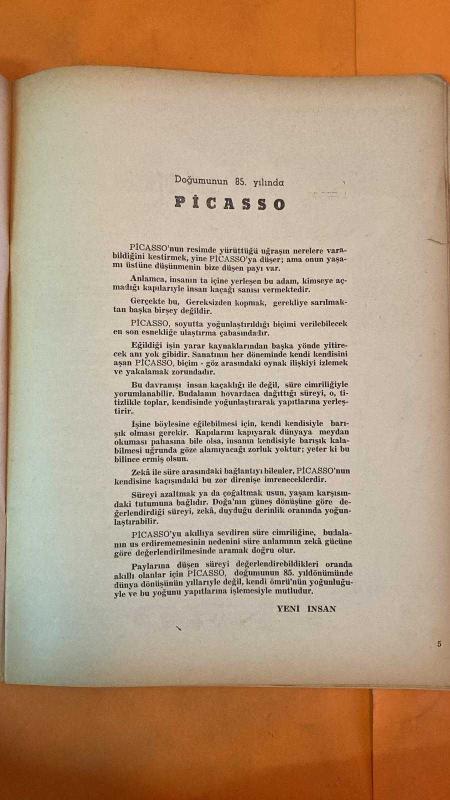 Doğumunun 85. yılında
PİCASSO
PİCASSO'nun resimde yürüttüğü uğraşın nerelere vara-
bildiğini kestirmek, yine PİCASSO'ya düşer; ama onun yaşa-
mı üstüne düşünmenin bize düşen payı var.
Anlamca, insanın ta içine yerleşen bu adam, kimseye aç-
madığı kapılarıyle insan kaçağı sanısı vermektedir.
Gerçekte bu, Gereksizden kopmak, gerekliye sarılmak-
tan başka birşey değildir.
PİCASSO, soyutta yoğunlaştırıldığı biçimi verilebilecek
en son esnekliğe ulaştırma çabasındadır.
Eğildiği işin yarar kaynaklarından başka yönde yitire-
cek anı yok gibidir. Sanatının her döneminde kendi kendisini
aşan PİCASSO, biçim - göz arasındaki oynak ilişkiyi izlemek
ve yakalamak zorundadır.
Bu davranışı insan kaçaklığı ile değil, süre cimriliğiyle
yorumlanabilir. Budalanın hovardaca dağıttığı süreyi, o, ti-
tizlikle toplar, kendisinde yoğunlaştırarak yapıtlarına yerleş-
tirir.
İşine böylesine eğilebilmesi için, kendi kendisiyle barı-
şık olması gerekir. Kapılarını kapıyarak dünyaya meydan
okuması pahasına bile olsa, insanın kendisiyle barışık kala-
bilmesi uğrunda göze alamıyacağı zorluk yoktur; yeter ki bu
bilince ermiş olsun.
Zekâ ile süre arasındaki bağlantıyı bilenler, PİCASSO'nun
kendisine kaçışındaki bu zor direnişe imreneceklerdir.
Süreyi azaltmak ya da çoğaltmak usun, yaşam karşısın-
daki tutumuna bağlıdır. Doğa'nın güneş dönüsüne göre de-
ğerlendirdiği süreyi, zekâ, duyduğu derinlik oranında yoğun-
laştırabilir.
PİCASSO'yu akıllıya sevdiren süre cimriliğine, budala-
nın us erdirememesinin nedenini süre anlamının zekâ gücüne
göre değerlendirilmesinde aramak doğru olur.
Paylarına düşen süreyi değerlendirebildikleri oranda
akıllı olanlar için PİCASSO, doğumunun 85. yıldönümünde
dünya dönüşünün yıllarıyle değil, kendi ömrü'nün yoğunluğu-
yle ve bu yoğunu yapıtlarına işlemesiyle mutludur.
YENİ İNSAN
5